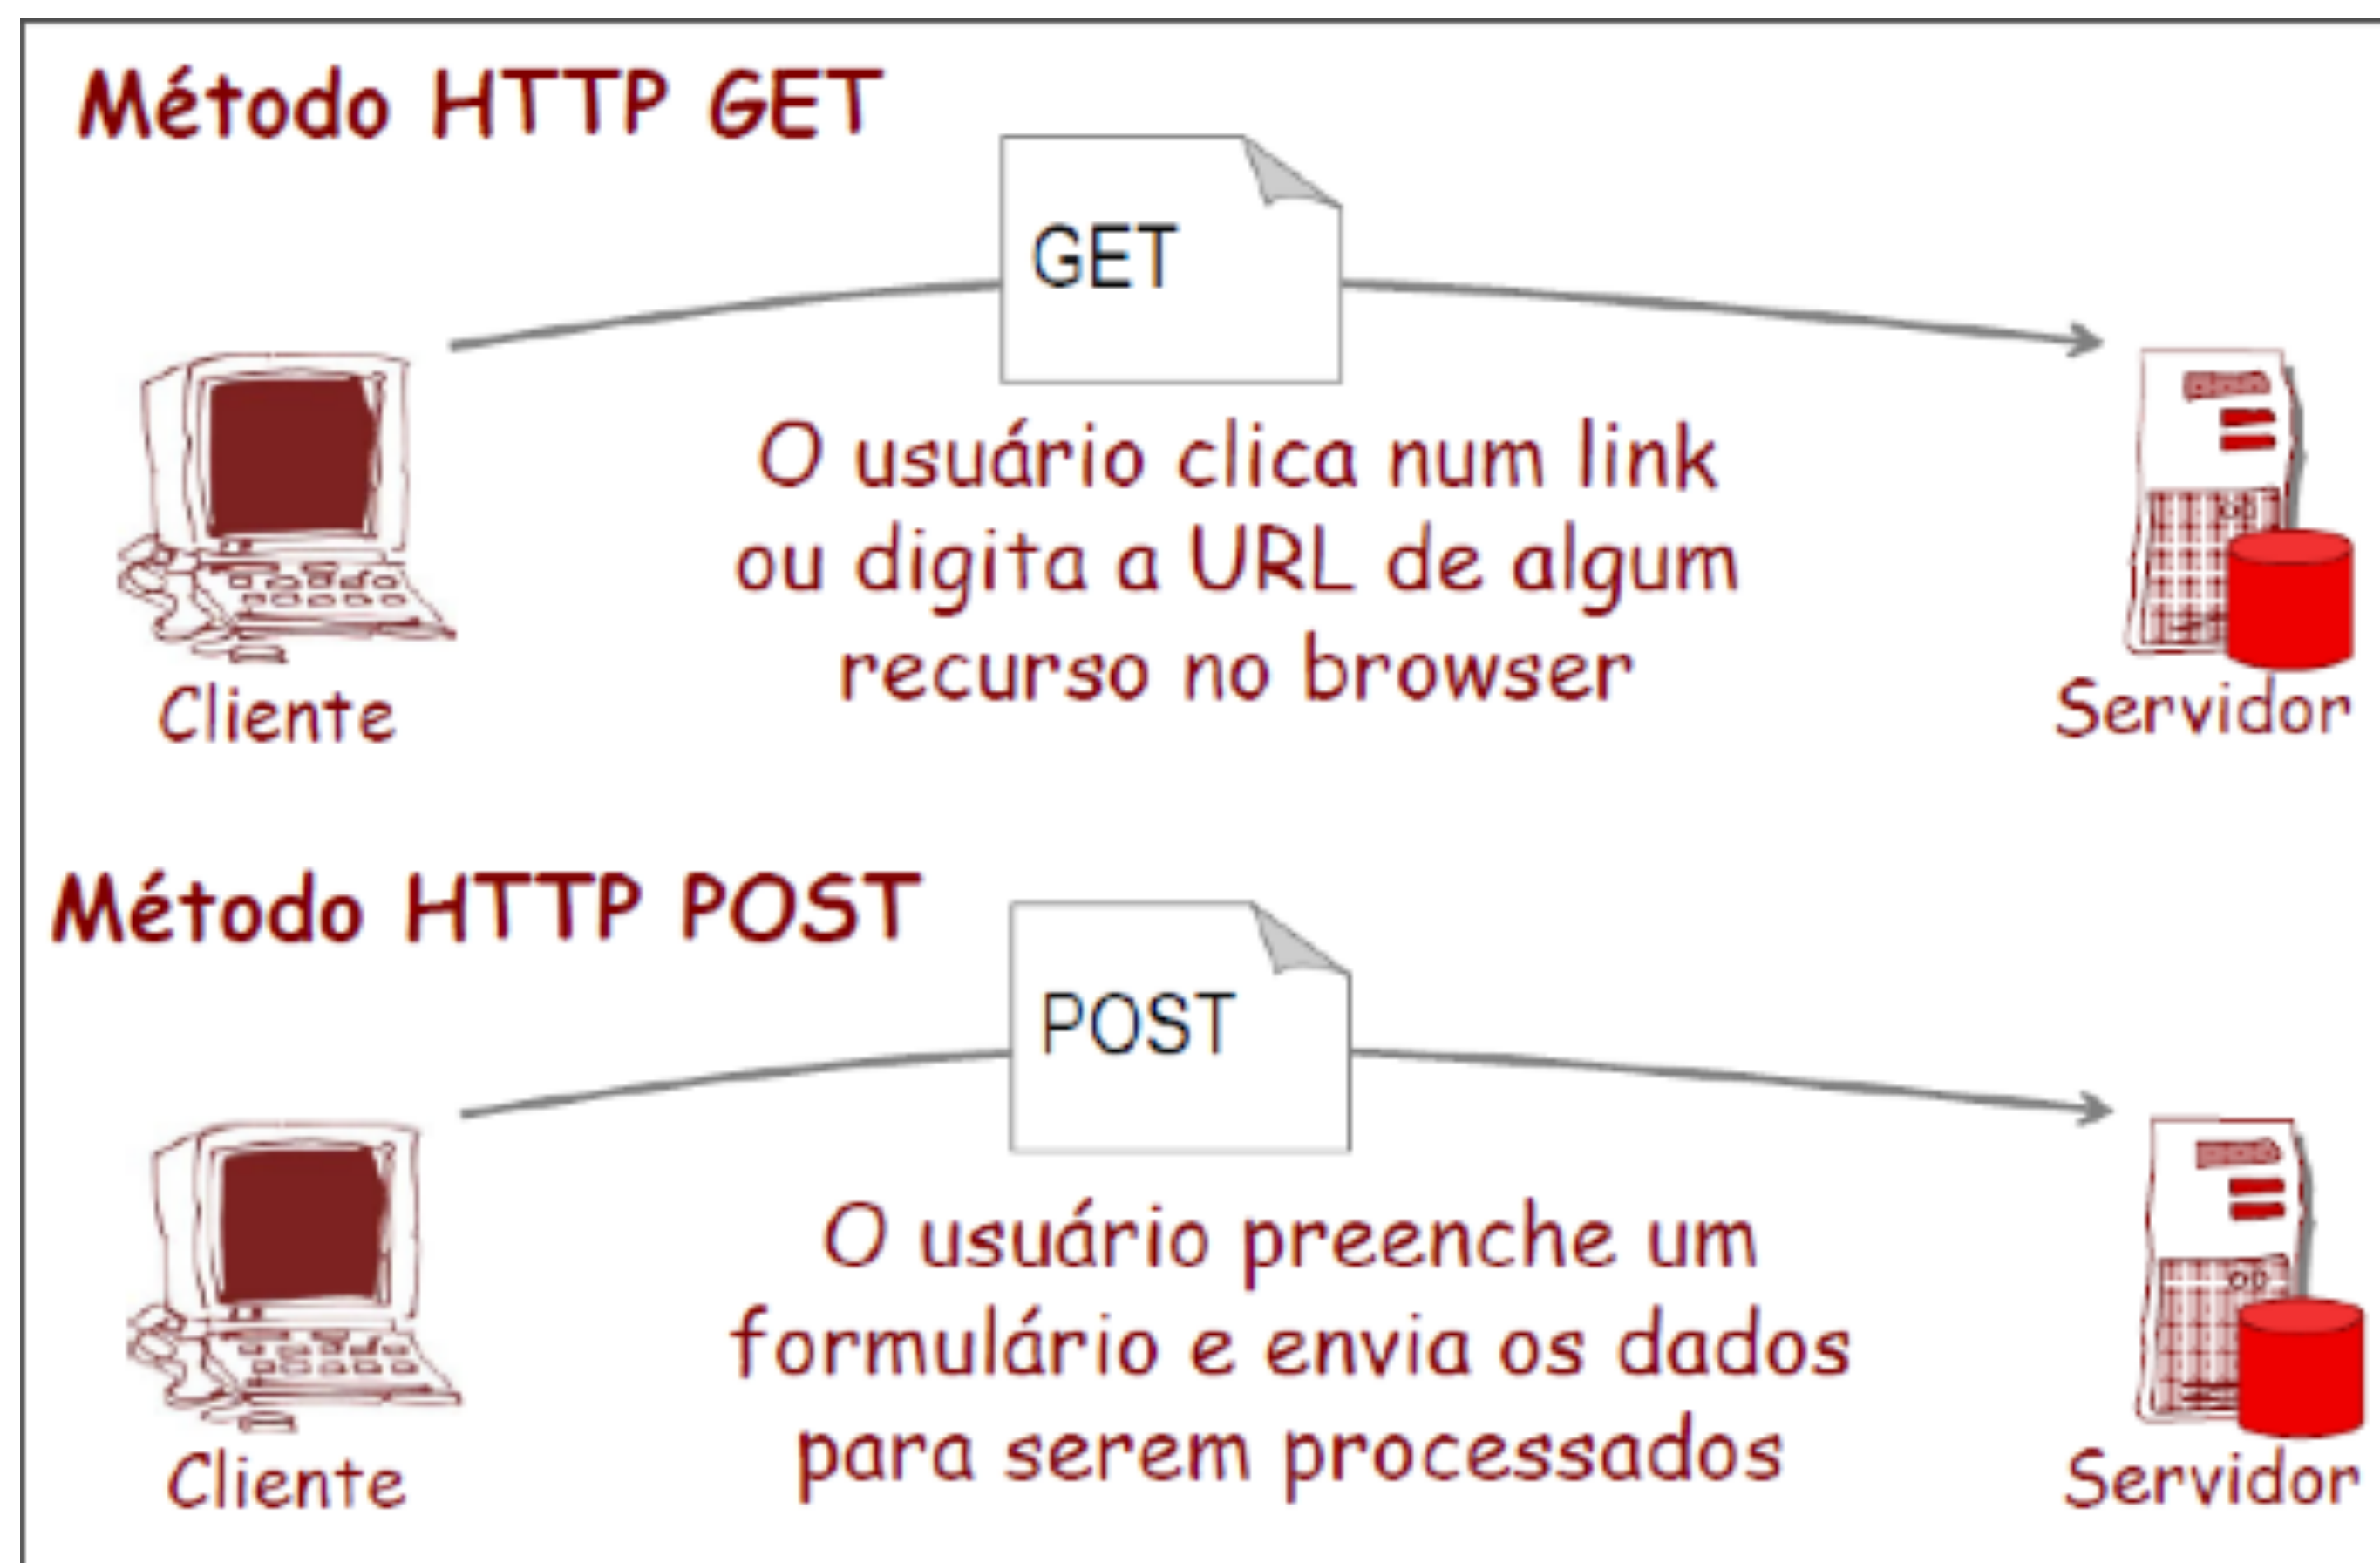 Método HTTP GET
GET
O usuário clica num link
ou digita a URL de algum
recurso no browser
Cliente
Servidor
Método HTTP POST
POST
O usuário preenche um
formulário e envia os dados
para serem processados
Cliente
Servidor